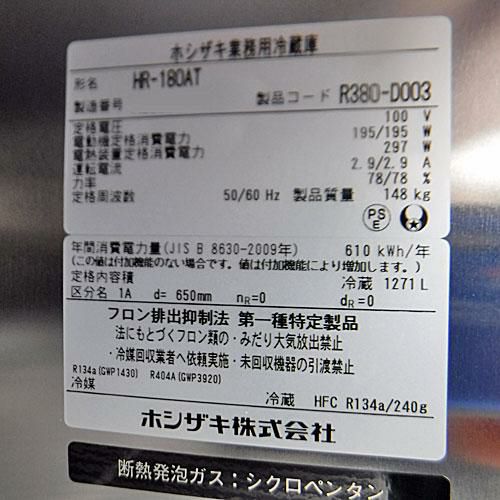 ホシザキ業務用冷蔵庫
形名 HR-180AT
製造番号 製品コード R380-D003
定格電圧 100 V
電動機定格消費電力 195/195 W
電熱装置定格消費電力 297 W
運転電流 2.9/2.9 A
力率 78/78 %
定格周波数 50/60 Hz 製品質量 148 kg
PS
E
年間消費電力量(JIS B 8630-2009年) 610 kWh/年
(この値は付加機能のない場合です。値は付加機能により増加します。)
定格内容積 冷蔵 1271 L
区分名 1A d= 650mm nR=0 dR=0
フロン排出抑制法 第一種特定製品
法にもとづくフロン類の・みだり大気放出禁止
・冷媒回収業者へ依頼実施・未回収機器の引渡禁止
R134a(GWP1430) R404A(GWP3920)
冷媒 冷蔵 HFC R134a/240g
ホシザキ株式会社
断熱発泡ガス：シクロペンタン